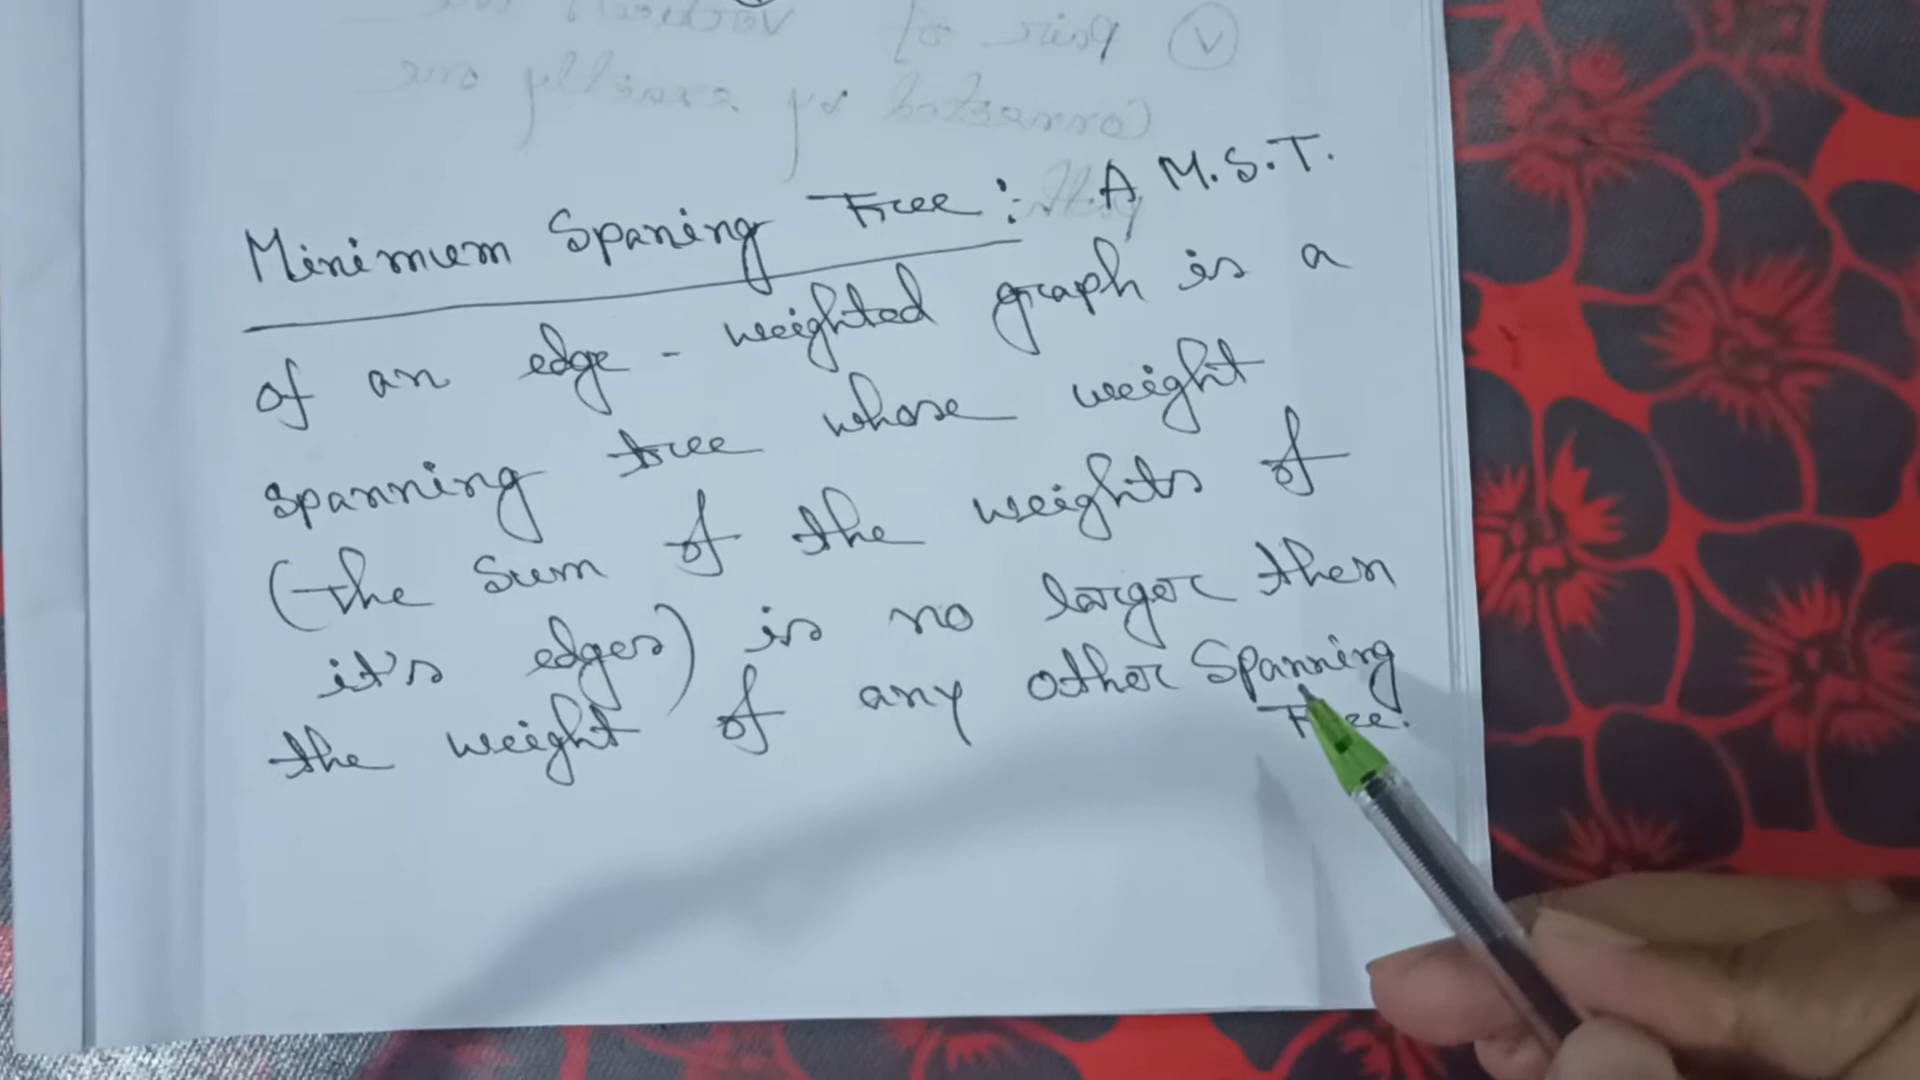 Minimum Spaning Tree : A M.S.T.
of an edge - weighted graph is a
spanning tree whose weight
(the sum of the weights of
it's edges) is no larger then
the weight of any other Spanning
Tree.